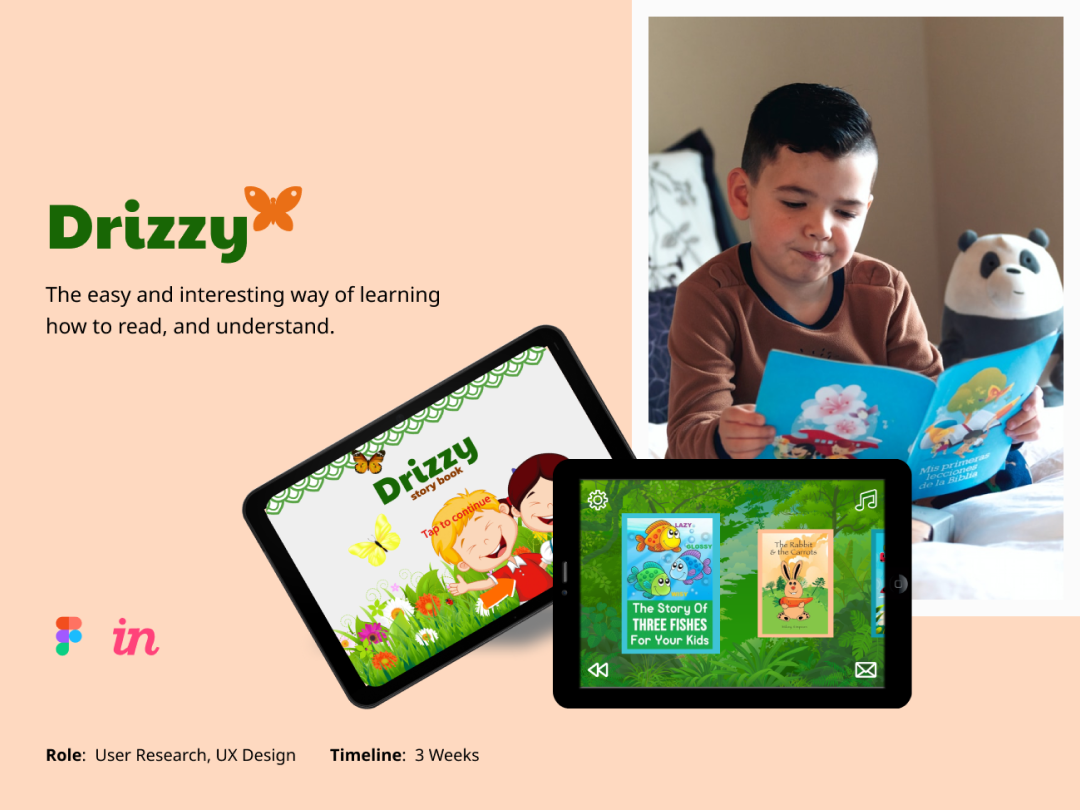 Drizzy
The easy and interesting way of learning
how to read, and understand.
Drizzy
story book
Tap to continue
Mis primeras
lecciones
de la Biblia
LAZY
GLOSSY
The Story Of
THREE FISHES
For Your Kids
The Rabbit
& the Carrots
in
Role: User Research, UX Design
Timeline: 3 Weeks